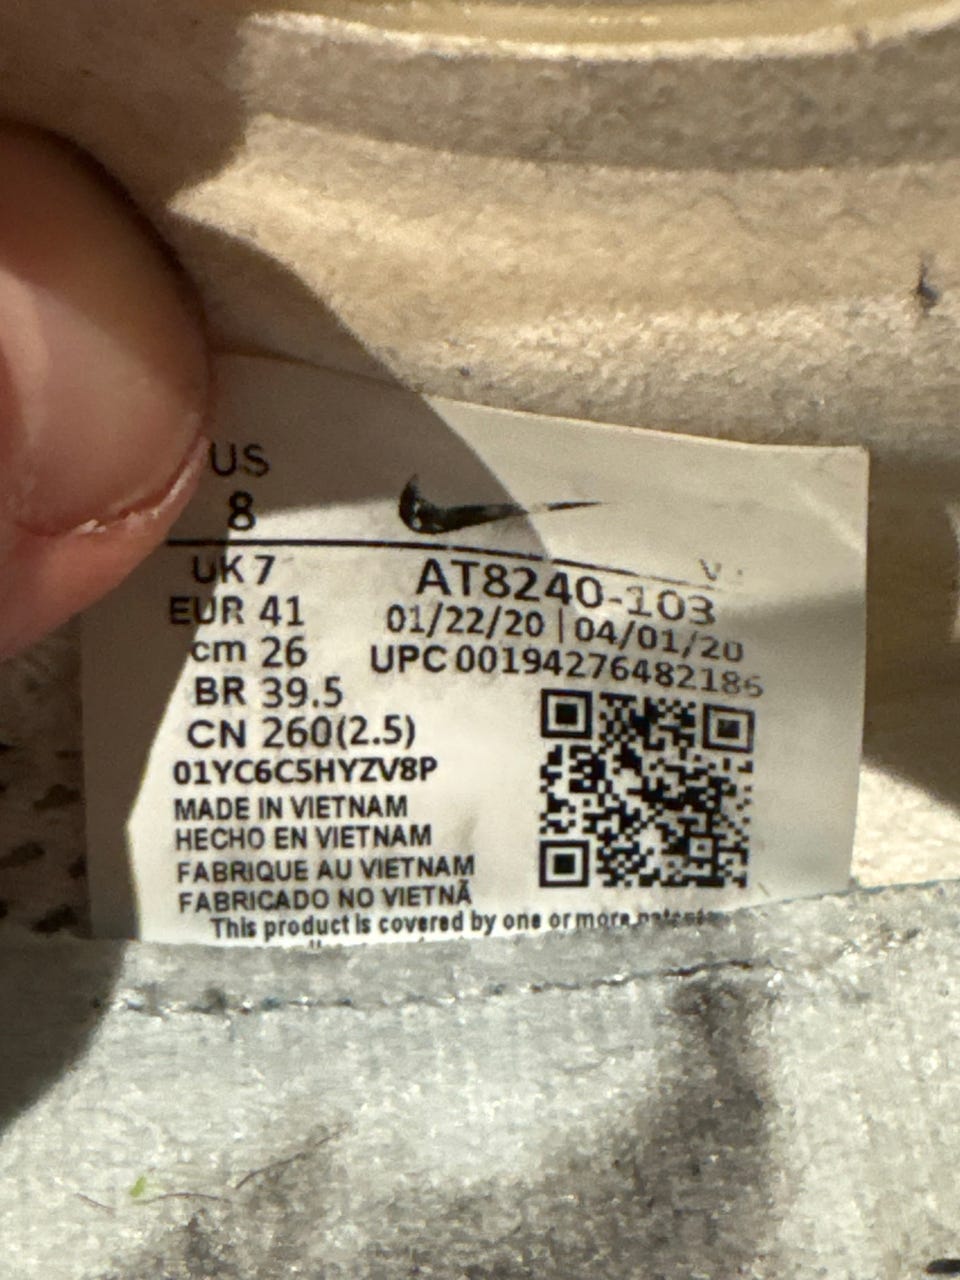 US
8
UK 7
EUR 41
cm 26
BR 39.5
CN 260(2.5)
01YC6C5HYZV8P
MADE IN VIETNAM
HECHO EN VIETNAM
FABRIQUE AU VIETNAM
FABRICADO NO VIETNÃ
AT8240-103
01/22/20 | 04/01/20
UPC 00194276482186
This product is covered by one or more patents